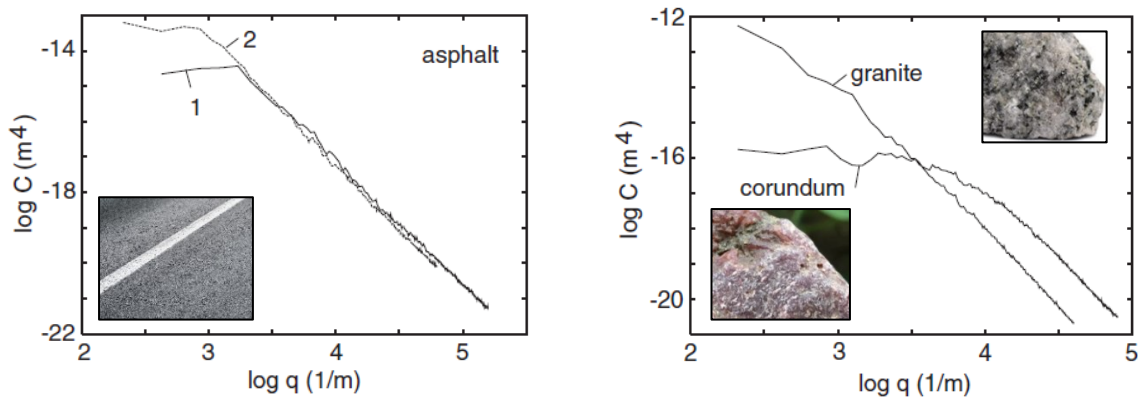 -14
-18
-22
log C (m⁴)
2
1
asphalt
2 3 4 5
log q (1/m)
-12
-14
-16
-20
log C (m⁴)
granite
corundum
2 3 4 5
log q (1/m)